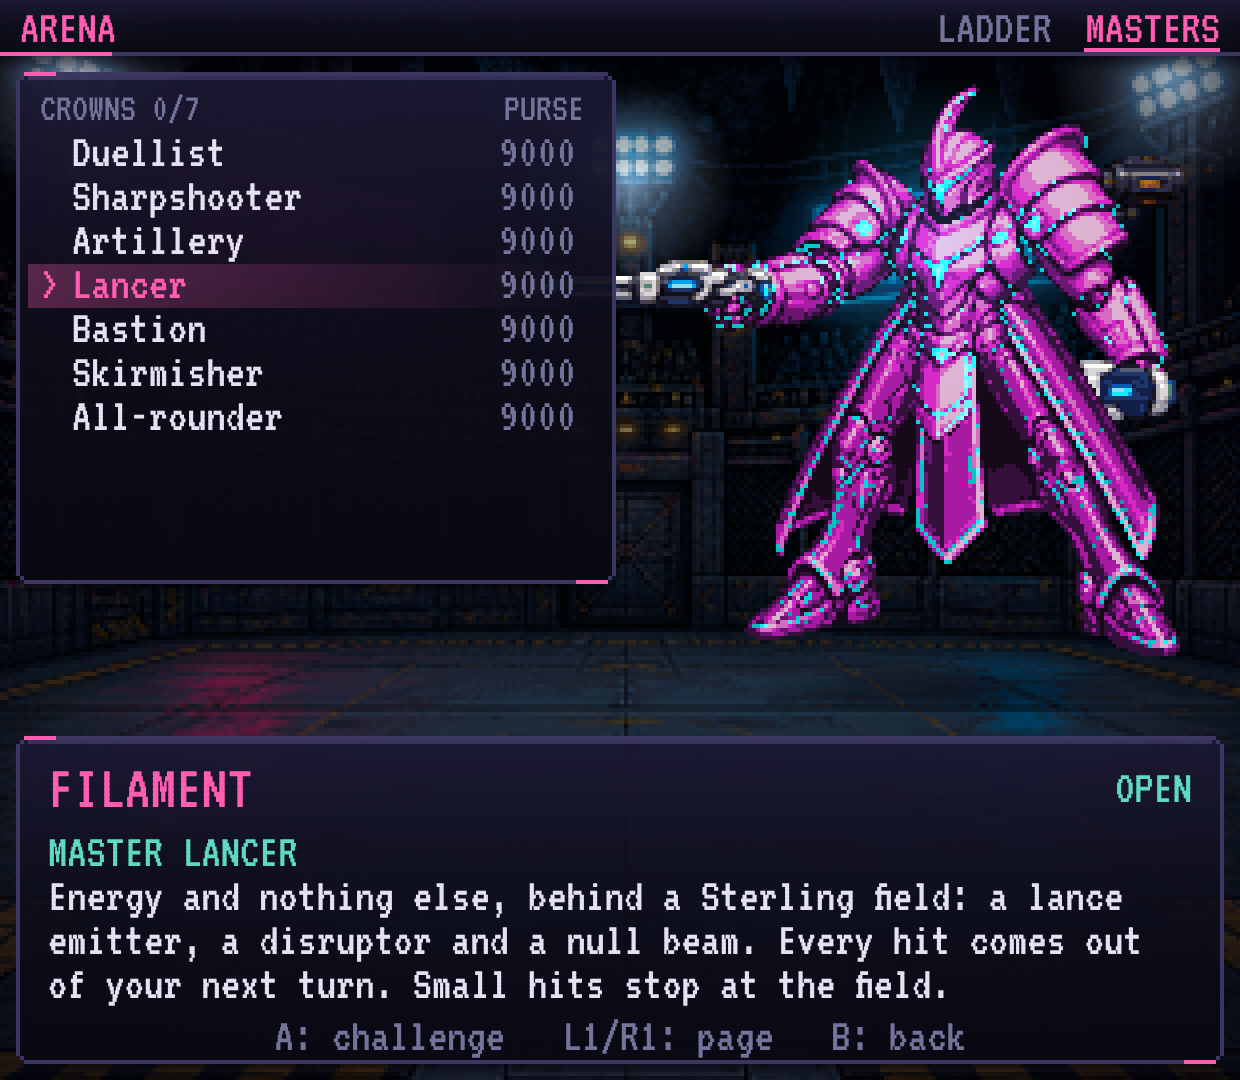 ARENA LADDER MASTERS
CROWNS 0/7 PURSE
Duellist 9000
Sharpshooter 9000
Artillery 9000
> Lancer 9000
Bastion 9000
Skirmisher 9000
All-rounder 9000
FILAMENT OPEN
MASTER LANCER
Energy and nothing else, behind a Sterling field: a lance
emitter, a disruptor and a null beam. Every hit comes out
of your next turn. Small hits stop at the field.
A: challenge L1/R1: page B: back